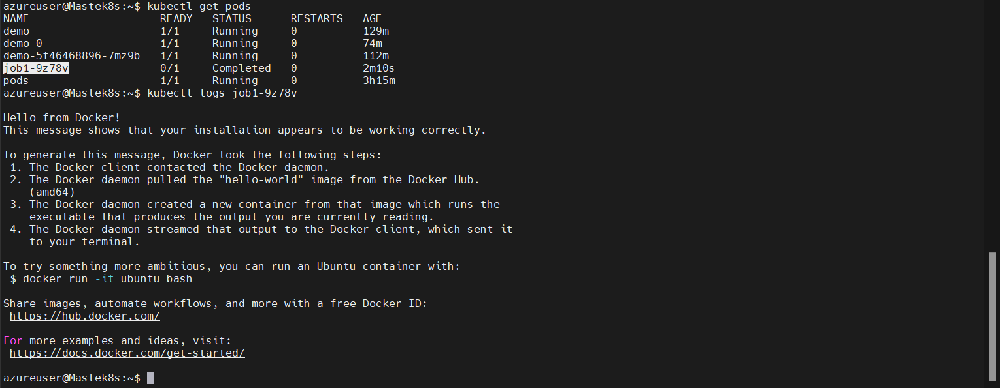 azureuser@Mastek8s:~$ kubectl get pods
NAME                    READY   STATUS      RESTARTS   AGE
demo                    1/1     Running     0          129m
demo-0                  1/1     Running     0          74m
demo-5f46468896-7mz9b   1/1     Running     0          112m
job1-9z78v              0/1     Completed   0          2m10s
pods                    1/1     Running     0          3h15m
azureuser@Mastek8s:~$ kubectl logs job1-9z78v

Hello from Docker!
This message shows that your installation appears to be working correctly.

To generate this message, Docker took the following steps:
 1. The Docker client contacted the Docker daemon.
 2. The Docker daemon pulled the "hello-world" image from the Docker Hub.
    (amd64)
 3. The Docker daemon created a new container from that image which runs the
    executable that produces the output you are currently reading.
 4. The Docker daemon streamed that output to the Docker client, which sent it
    to your terminal.

To try something more ambitious, you can run an Ubuntu container with:
 $ docker run -it ubuntu bash

Share images, automate workflows, and more with a free Docker ID:
 https://hub.docker.com/

For more examples and ideas, visit:
 https://docs.docker.com/get-started/

azureuser@Mastek8s:~$